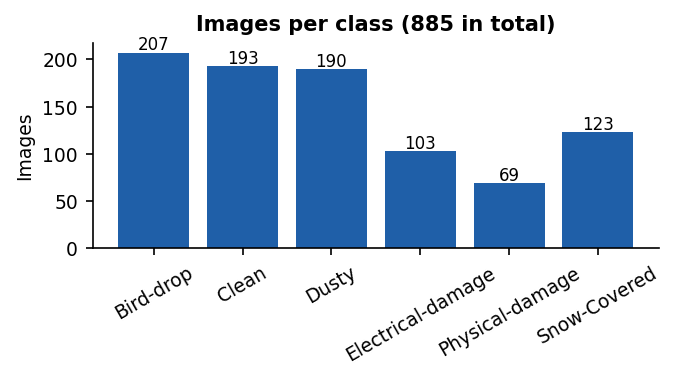 Images per class (885 in total)
207
193
190
103
69
123
200
150
100
50
0
Images
Bird-drop
Clean
Dusty
Electrical-damage
Physical-damage
Snow-Covered